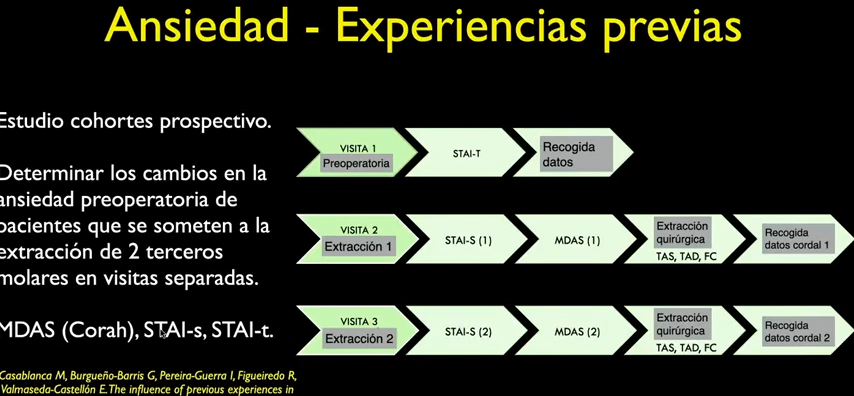 Ansiedad - Experiencias previas
Estudio cohortes prospectivo.
Determinar los cambios en la
ansiedad preoperatoria de
pacientes que se someten a la
extracción de 2 terceros
molares en visitas separadas.
MDAS (Corah), STAI-s, STAI-t.
Casablanca M, Burgueño-Barris G, Pereira-Guerra I, Figueiredo R,
Valmaseda-Castellón E.The influence of previous experiences in
VISITA 1
Preoperatoria
STAI-T
Recogida
datos
VISITA 2
Extracción 1
STAI-S (1)
MDAS (1)
Extracción
quirúrgica
TAS, TAD, FC
Recogida
datos cordal 1
VISITA 3
Extracción 2
STAI-S (2)
MDAS (2)
Extracción
quirúrgica
TAS, TAD, FC
Recogida
datos cordal 2